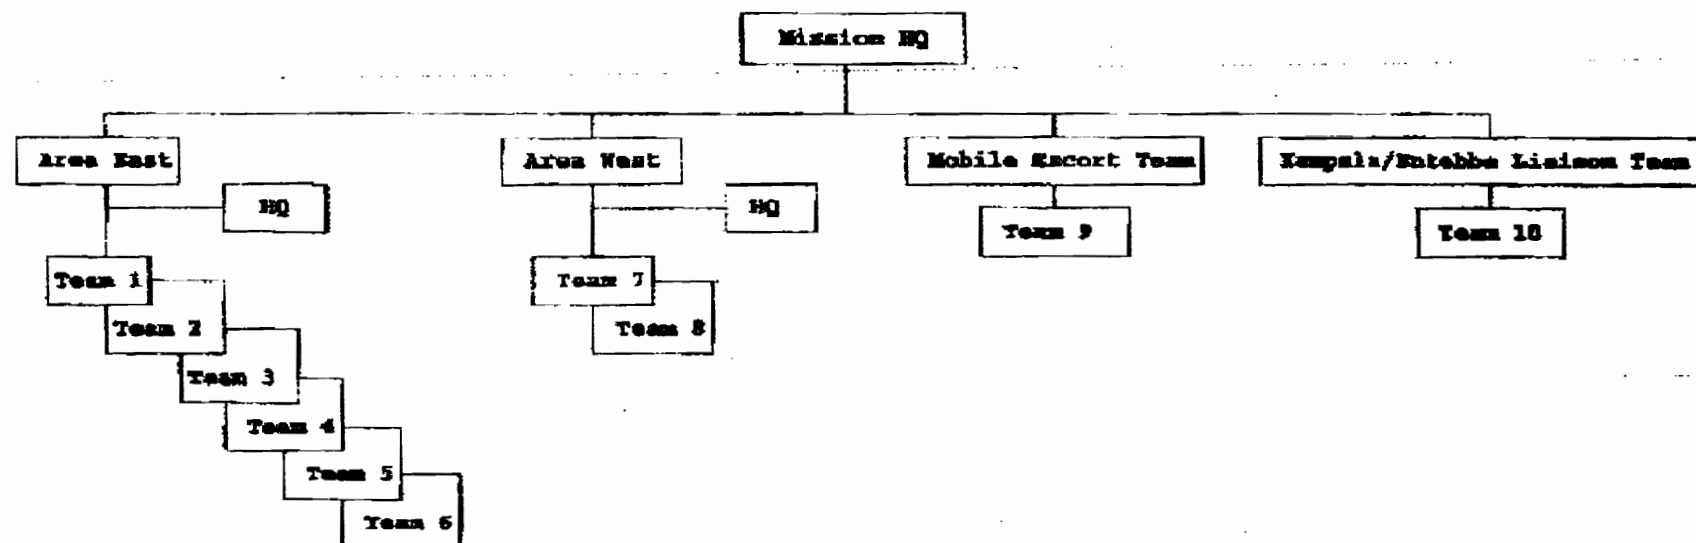 Mission HQ
Area East
Area West
Mobile Escort Team
Kampala/Entebbe Liaison Team
HQ
HQ
Team 9
Team 10
Team 1
Team 7
Team 2
Team 8
Team 3
Team 4
Team 5
Team 6